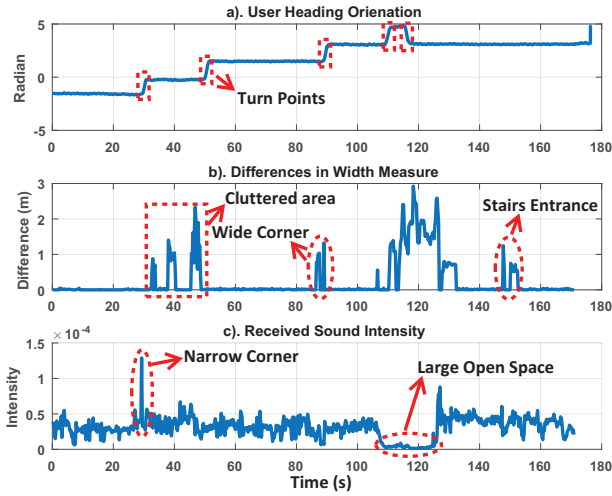 a). User Heading Orienation
5
0
-5
Radian
Turn Points
0 20 40 60 80 100 120 140 160 180
b). Differences in Width Measure
3
2
1
0
Difference (m)
Cluttered area
Wide Corner
Stairs Entrance
0 20 40 60 80 100 120 140 160 180
c). Received Sound Intensity
× 10-4
1.5
1
0.5
0
Intensity
Narrow Corner
Large Open Space
0 20 40 60 80 100 120 140 160 180
Time (s)